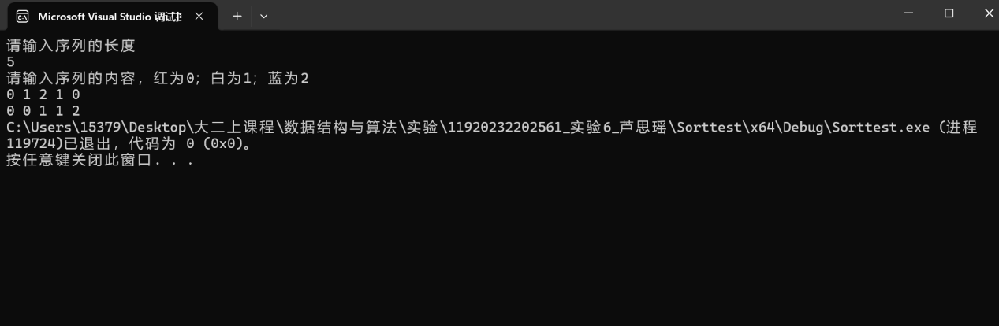 Microsoft Visual Studio 调试
请输入序列的长度
5
请输入序列的内容，红为0；白为1；蓝为2
0 1 2 1 0
0 0 1 1 2
C:\Users\15379\Desktop\大二上课程\数据结构与算法\实验\11920232202561_实验6_芦思瑶\Sorttest\x64\Debug\Sorttest.exe (进程
119724)已退出，代码为 0 (0x0)。
按任意键关闭此窗口. . .